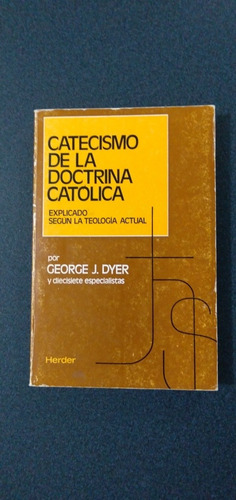 CATECISMO
DE LA
DOCTRINA
CATOLICA
EXPLICADO
SEGÚN LA TEOLOGIA ACTUAL
por
GEORGE J. DYER
y diecisiete especialistas
Herder